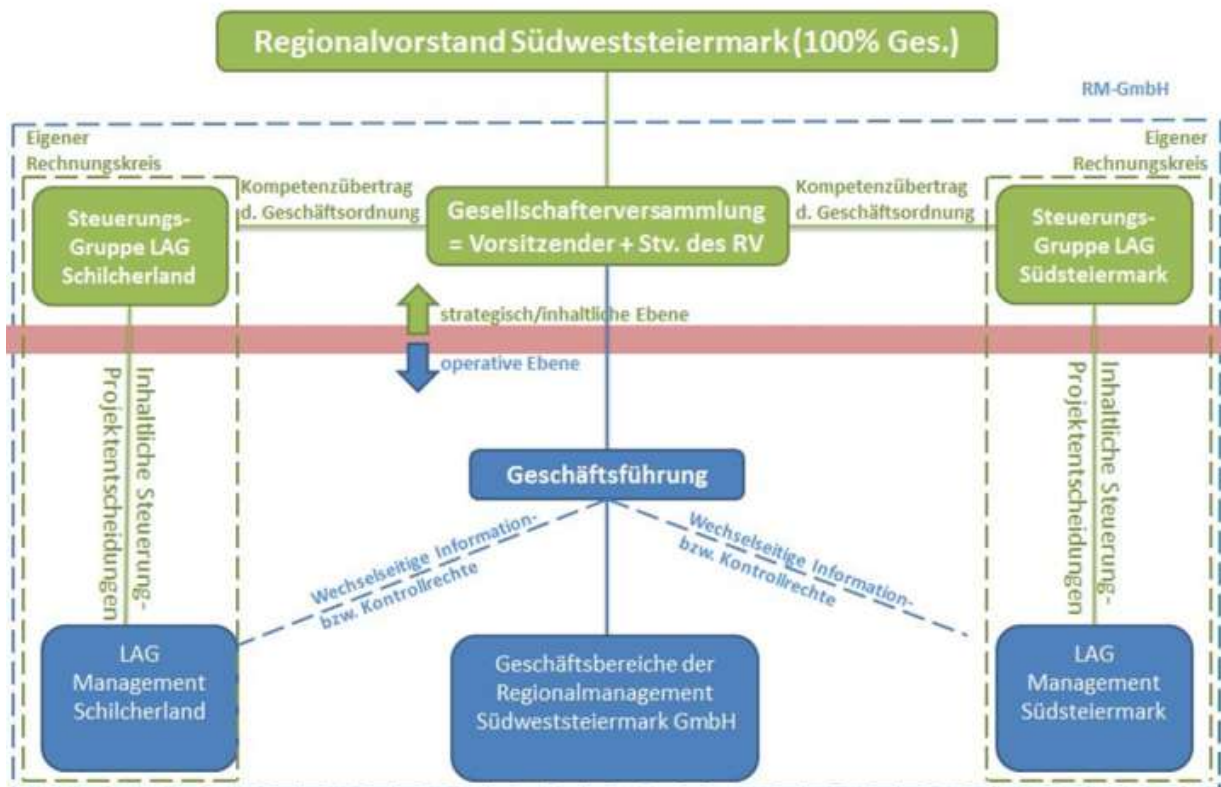 Regionalvorstand Südweststeiermark (100% Ges.)
RM-GmbH
Eigener
Rechnungskreis
Eigener
Rechnungskreis
Steuerungs-
Gruppe LAG
Schilcherland
Kompetenzübertrag
d. Geschäftsordnung
Gesellschafterversammlung
= Vorsitzender + Stv. des RV
Kompetenzübertrag
d. Geschäftsordnung
Steuerungs-
Gruppe LAG
Südsteiermark
strategisch/inhaltliche Ebene
operative Ebene
Inhaltliche Steuerung-
Projektentscheidungen
Inhaltliche Steuerung-
Projektentscheidungen
Geschäftsführung
Wechselseitige Information-
bzw. Kontrollrechte
Wechselseitige Information-
bzw. Kontrollrechte
LAG
Management
Schilcherland
Geschäftsbereiche der
Regionalmanagement
Südweststeiermark GmbH
LAG
Management
Südsteiermark